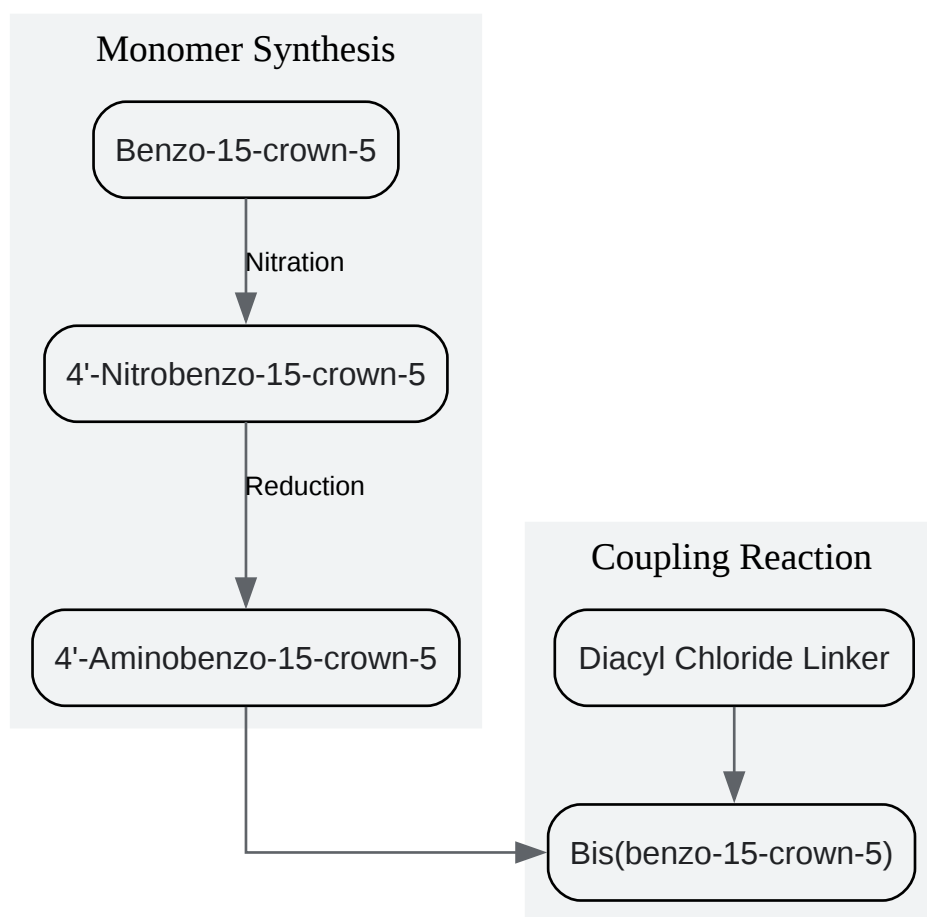 Monomer Synthesis
Benzo-15-crown-5
Nitration
4'-Nitrobenzo-15-crown-5
Reduction
4'-Aminobenzo-15-crown-5
Coupling Reaction
Diacyl Chloride Linker
Bis(benzo-15-crown-5)